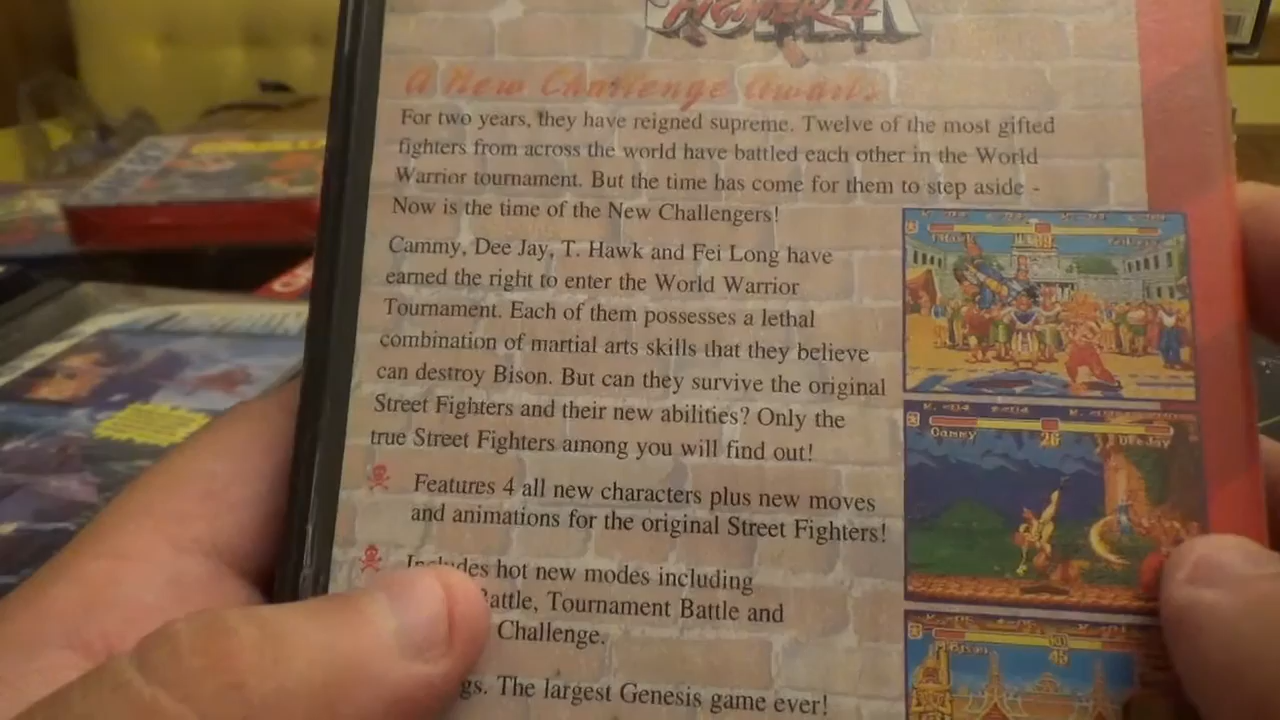 FIGHTER II
A New Challenge Awaits
For two years, they have reigned supreme. Twelve of the most gifted
fighters from across the world have battled each other in the World
Warrior tournament. But the time has come for them to step aside -
Now is the time of the New Challengers!
Cammy, Dee Jay, T. Hawk and Fei Long have
earned the right to enter the World Warrior
Tournament. Each of them possesses a lethal
combination of martial arts skills that they believe
can destroy Bison. But can they survive the original
Street Fighters and their new abilities? Only the
true Street Fighters among you will find out!
Features 4 all new characters plus new moves
and animations for the original Street Fighters!
Includes hot new modes including
Battle, Tournament Battle and
Challenge.
gs. The largest Genesis game ever!
Cammy
26
DeeJay
M.Bison